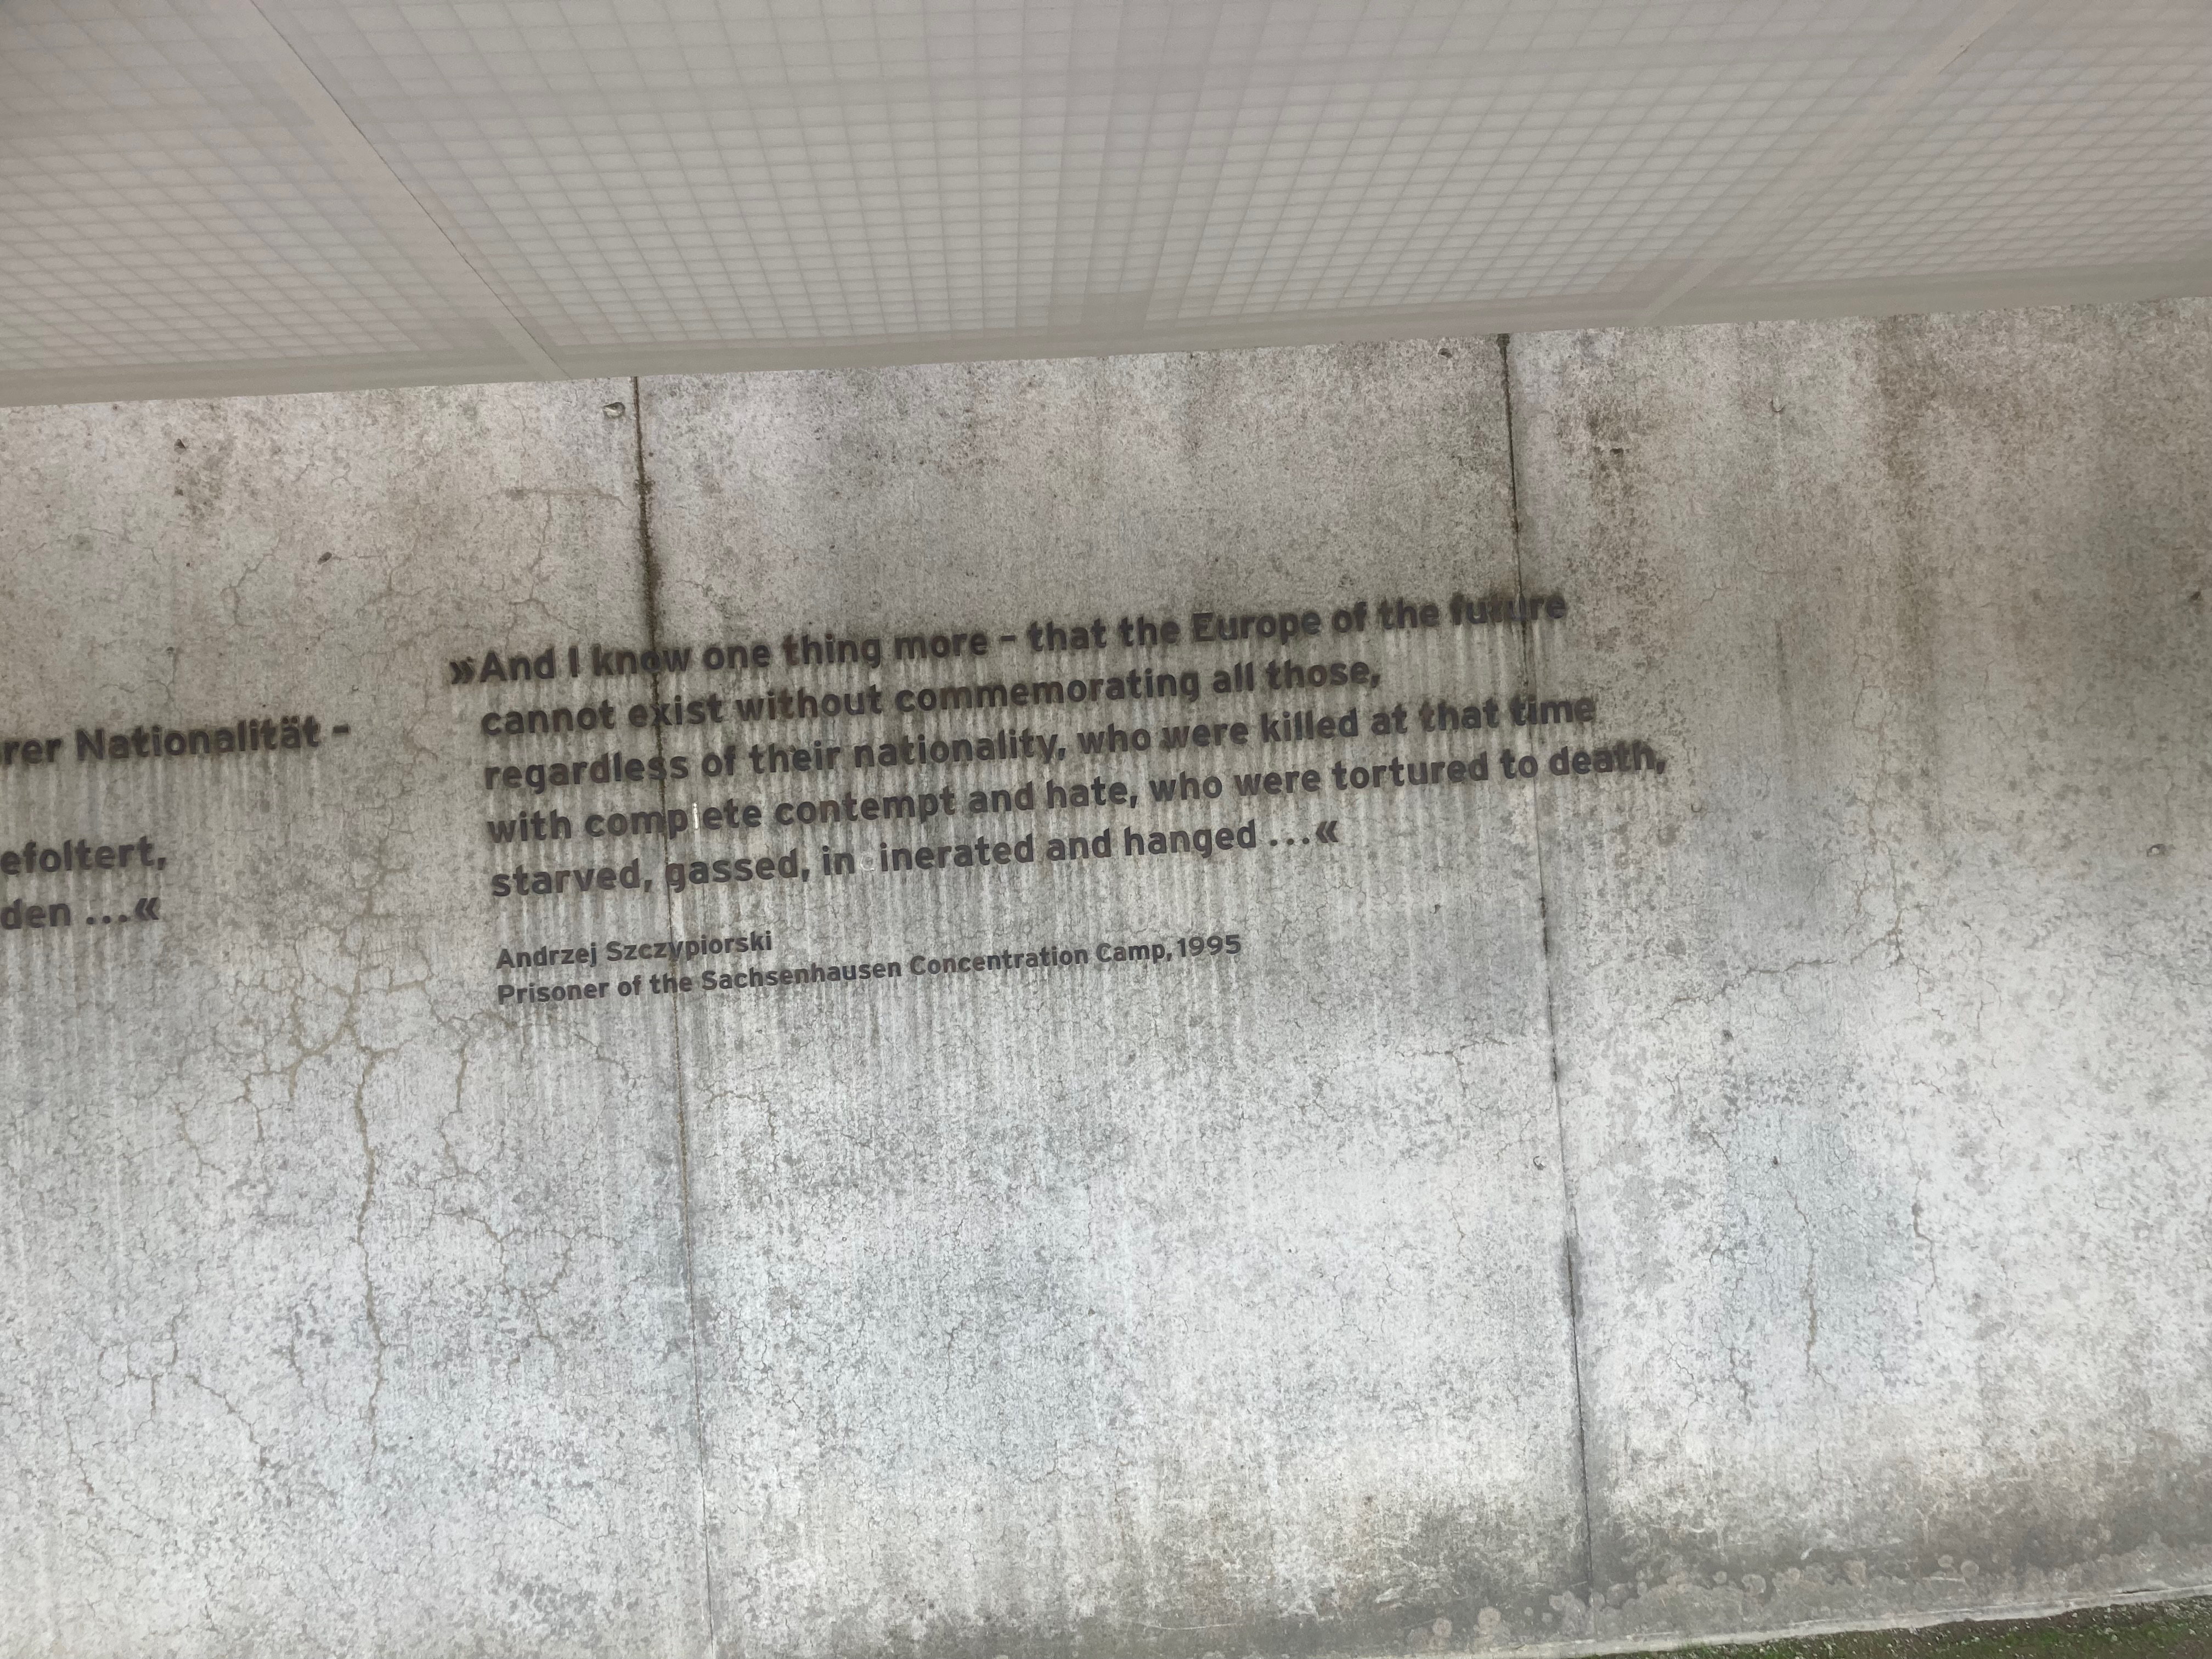 rer Nationalität –
efoltert,
den ...«
»And I know one thing more – that the Europe of the future
cannot exist without commemorating all those,
regardless of their nationality, who were killed at that time
with complete contempt and hate, who were tortured to death,
starved, gassed, in inerated and hanged ...«
Andrzej Szczypiorski
Prisoner of the Sachsenhausen Concentration Camp, 1995